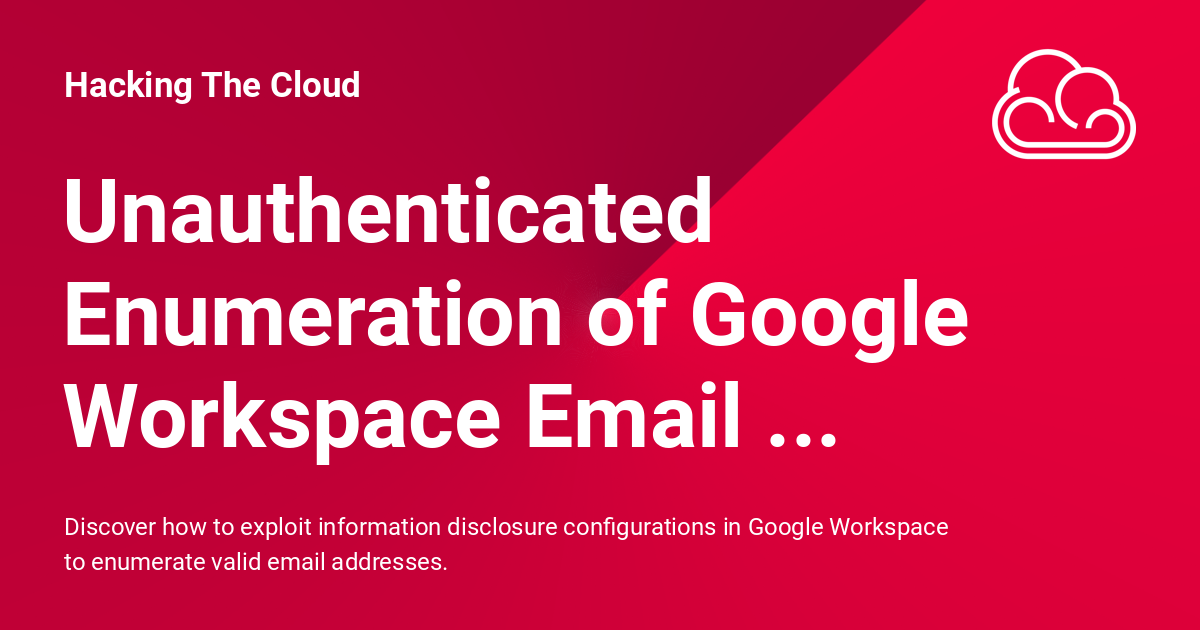 Hacking The Cloud
Unauthenticated
Enumeration of Google
Workspace Email ...
Discover how to exploit information disclosure configurations in Google Workspace
to enumerate valid email addresses.